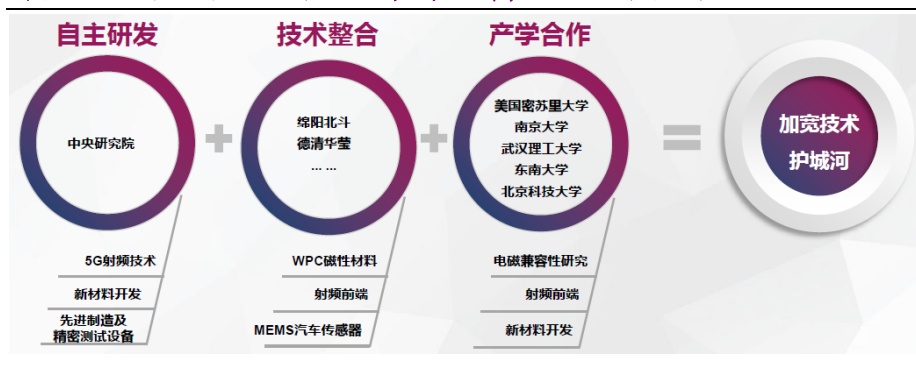 自主研发
中央研究院
5G射频技术
新材料开发
先进制造及
精密测试设备
+
技术整合
绵阳北斗
德清华莹
... ...
WPC磁性材料
射频前端
MEMS汽车传感器
+
产学合作
美国密苏里大学
南京大学
武汉理工大学
东南大学
北京科技大学
电磁兼容性研究
射频前端
新材料开发
=
加宽技术
护城河